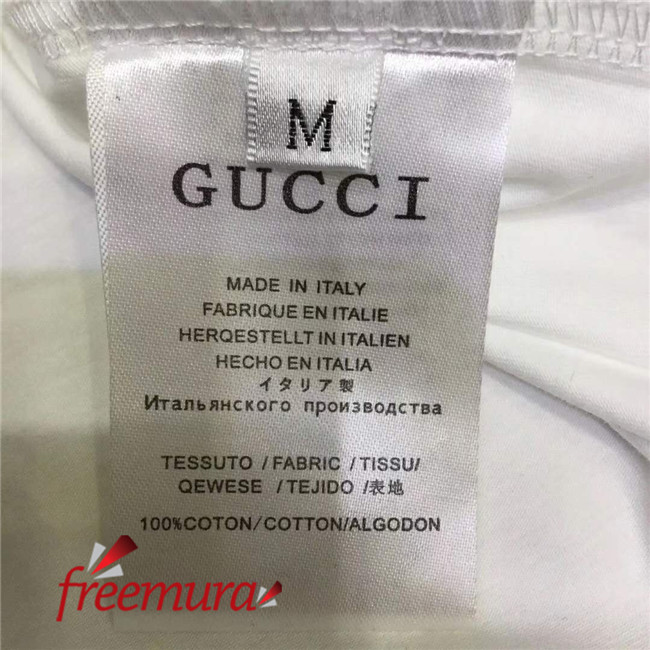 M
GUCCI
MADE IN ITALY
FABRIQUE EN ITALIE
HERQESTELLT IN ITALIEN
HECHO EN ITALIA
イタリア製
Итальянского производства
TESSUTO / FABRIC / TISSU/
QEWESE / TEJIDO /表地
100%COTON/COTTON/ALGODON
freemura